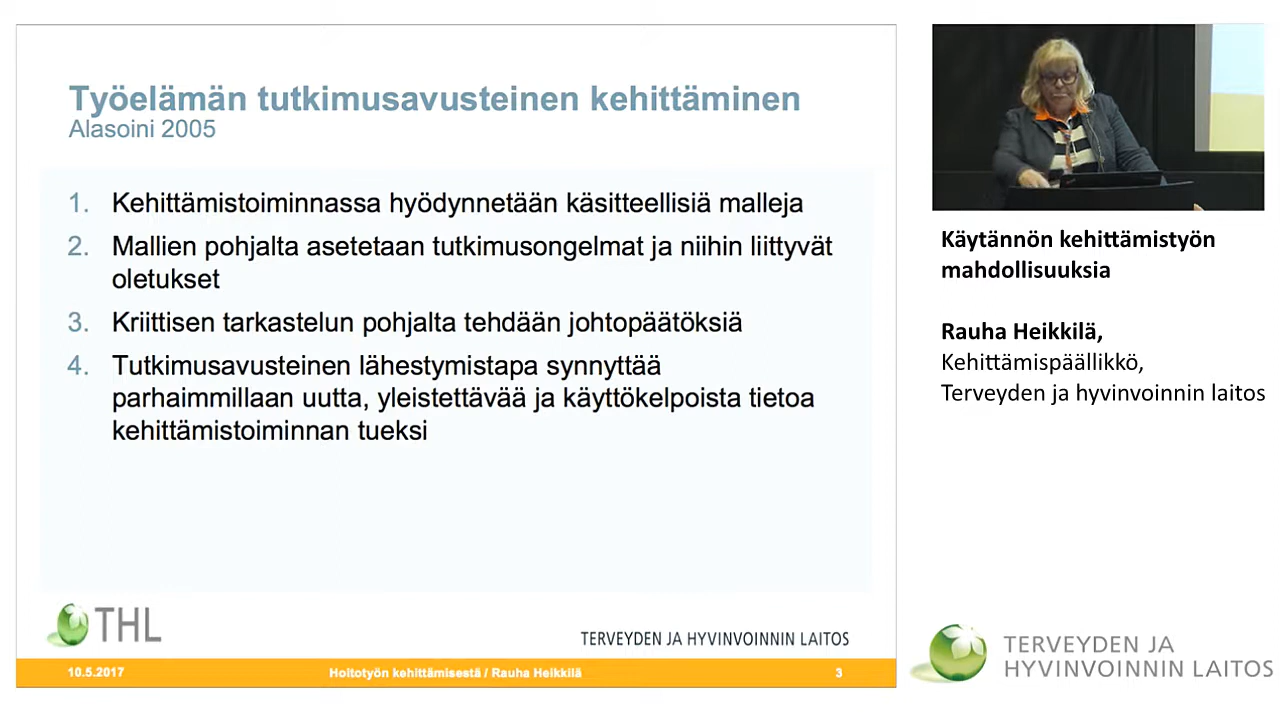 Työelämän tutkimusavusteinen kehittäminen
Alasoini 2005
1. Kehittämistoiminnassa hyödynnetään käsitteellisiä malleja
2. Mallien pohjalta asetetaan tutkimusongelmat ja niihin liittyvät
oletukset
3. Kriittisen tarkastelun pohjalta tehdään johtopäätöksiä
4. Tutkimusavusteinen lähestymistapa synnyttää
parhaimmillaan uutta, yleistettävää ja käyttökelpoista tietoa
kehittämistoiminnan tueksi
THL
TERVEYDEN JA HYVINVOINNIN LAITOS
10.5.2017 Hoitotyön kehittämisestä / Rauha Heikkilä 3
Käytännön kehittämistyön
mahdollisuuksia
Rauha Heikkilä,
Kehittämispäällikkö,
Terveyden ja hyvinvoinnin laitos
TERVEYDEN JA
HYVINVOINNIN LAITOS